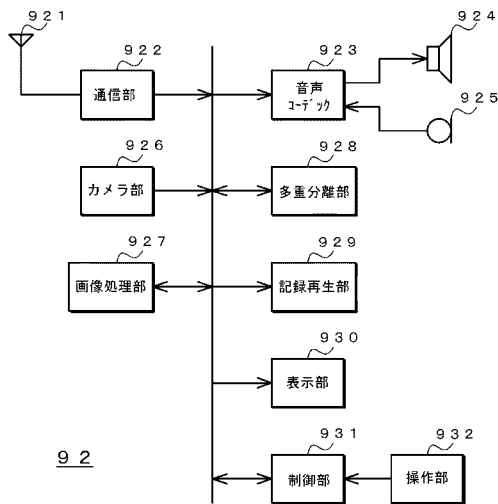 921
922
通信部
923
音声
コーデック
924
925
926
カメラ部
928
多重分離部
927
画像処理部
929
記録再生部
930
表示部
931
制御部
932
操作部
92